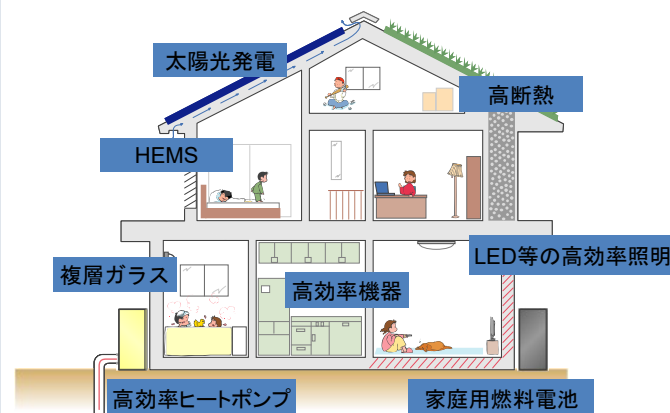 太陽光発電
高断熱
HEMS
LED等の高効率照明
複層ガラス
高効率機器
高効率ヒートポンプ
家庭用燃料電池